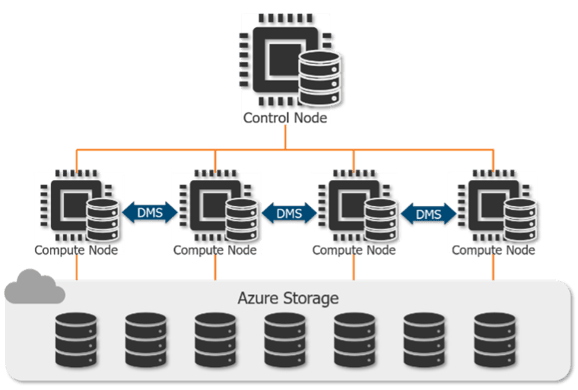 Control Node
DMS
DMS
DMS
Compute Node
Compute Node
Compute Node
Compute Node
Azure Storage